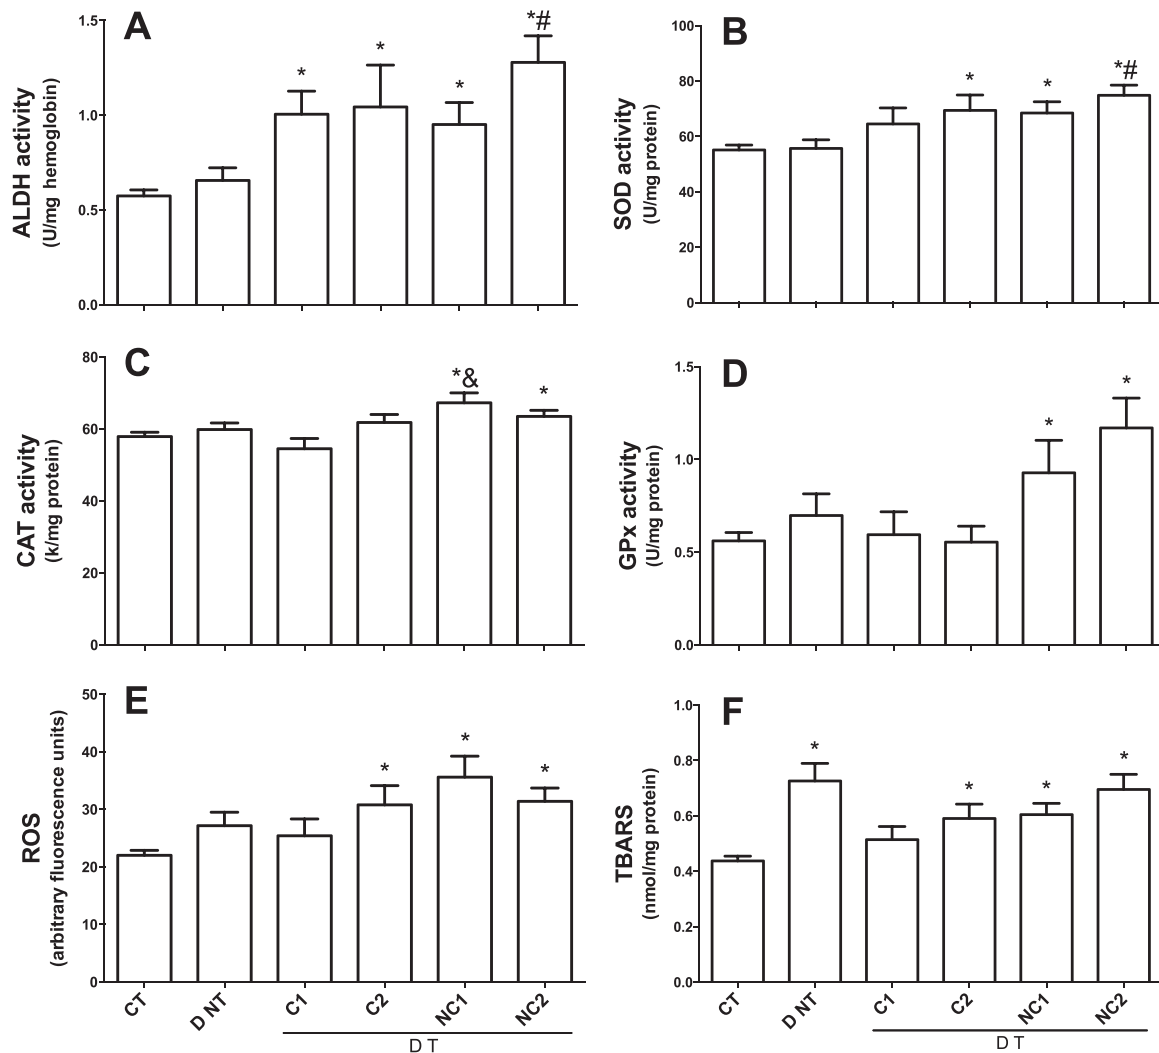 A
ALDH activity
(U/mg hemoglobin)
1.5
1.0
0.5
0.0
*
*
*
*#
B
SOD activity
(U/mg protein)
100
80
60
40
20
0
*
*
*#
C
CAT activity
(k/mg protein)
80
60
40
20
0
*&
*
D
GPx activity
(U/mg protein)
1.5
1.0
0.5
0.0
*
*
E
ROS
(arbitrary fluorescence units)
50
40
30
20
10
0
*
*
*
CT
D NT
C1
C2
NC1
NC2
D T
F
TBARS
(nmol/mg protein)
1.0
0.8
0.6
0.4
0.2
0.0
*
*
*
*
CT
D NT
C1
C2
NC1
NC2
D T